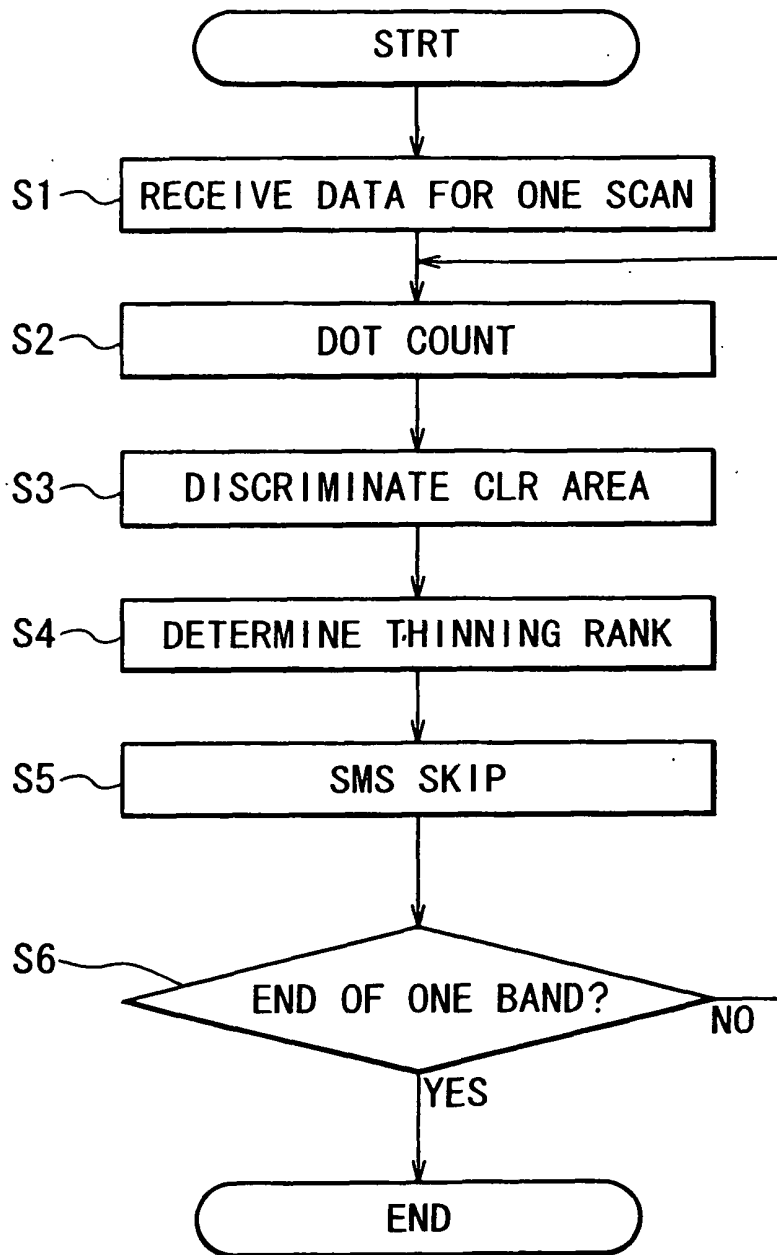 STRT
S1 RECEIVE DATA FOR ONE SCAN
S2 DOT COUNT
S3 DISCRIMINATE CLR AREA
S4 DETERMINE THINNING RANK
S5 SMS SKIP
S6 END OF ONE BAND?
NO
YES
END